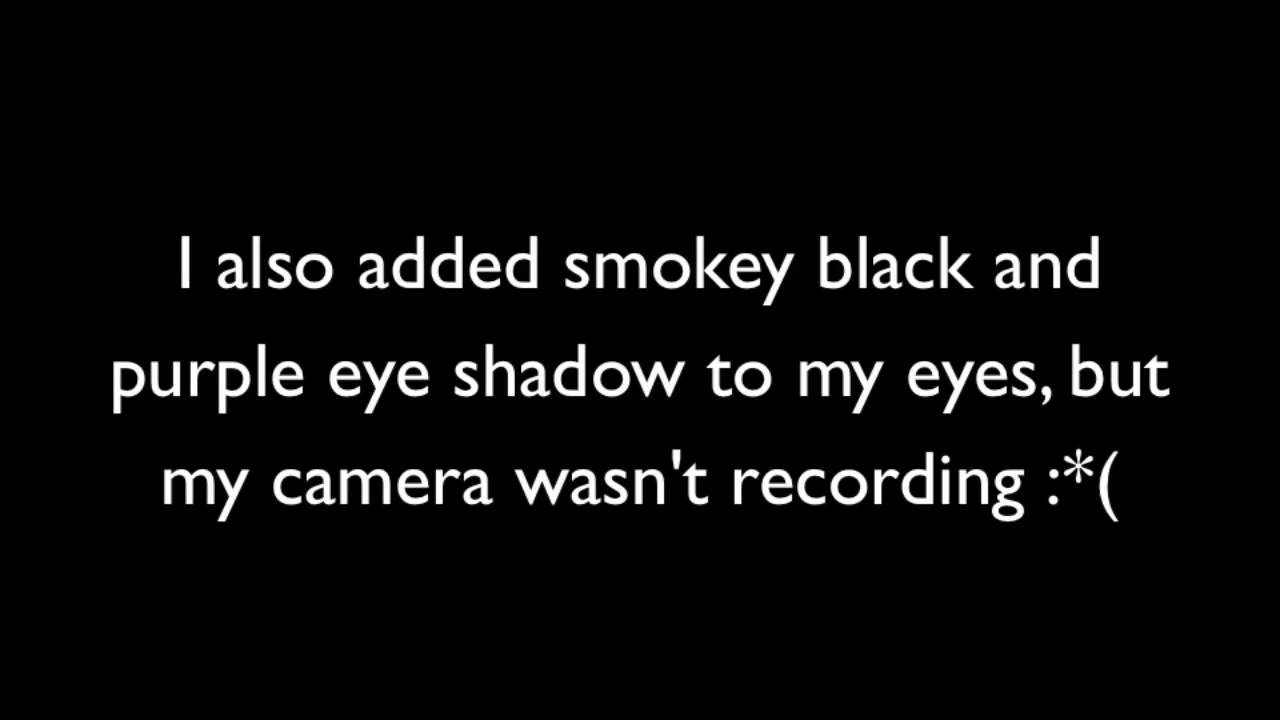 I also added smokey black and
purple eye shadow to my eyes, but
my camera wasn't recording :*(